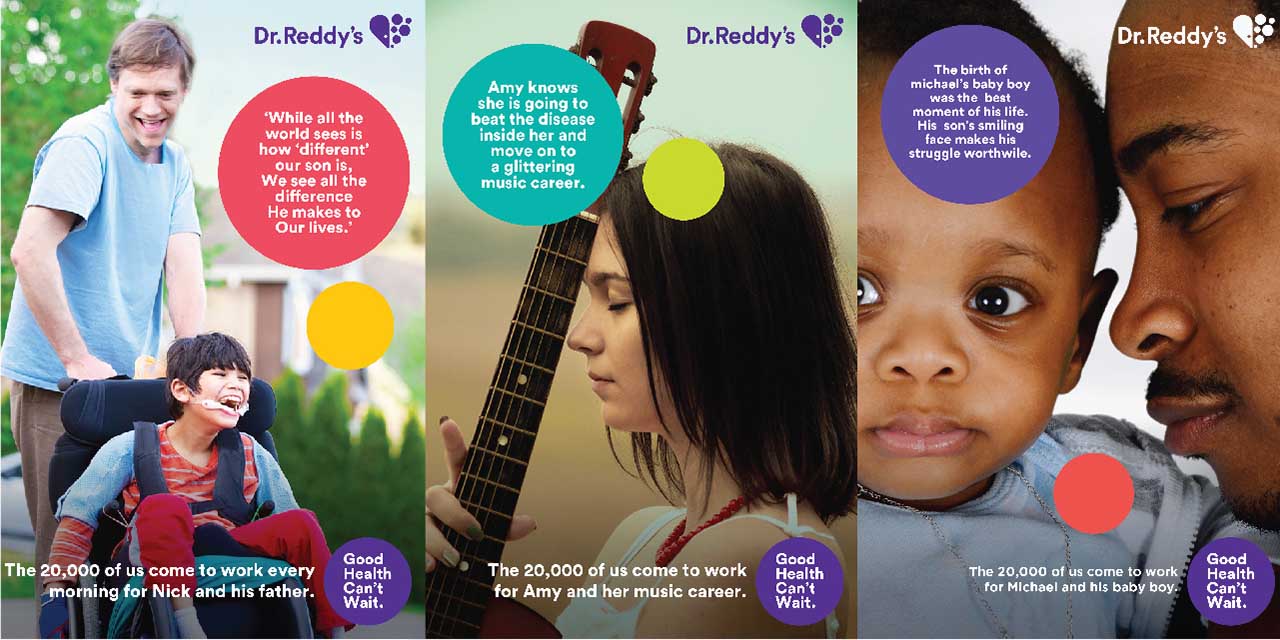 Dr.Reddy's
'While all the
world sees is
how 'different'
our son is,
We see all the
difference
He makes to
Our lives.'
The 20,000 of us come to work every
morning for Nick and his father.
Good
Health
Can't
Wait.
Dr.Reddy's
Amy knows
she is going to
beat the disease
inside her and
move on to
a glittering
music career.
The 20,000 of us come to work
for Amy and her music career.
Good
Health
Can't
Wait.
Dr.Reddy's
The birth of
michael's baby boy
was the best
moment of his life.
His son's smiling
face makes his
struggle worthwile.
The 20,000 of us come to work
for Michael and his baby boy.
Good
Health
Can't
Wait.